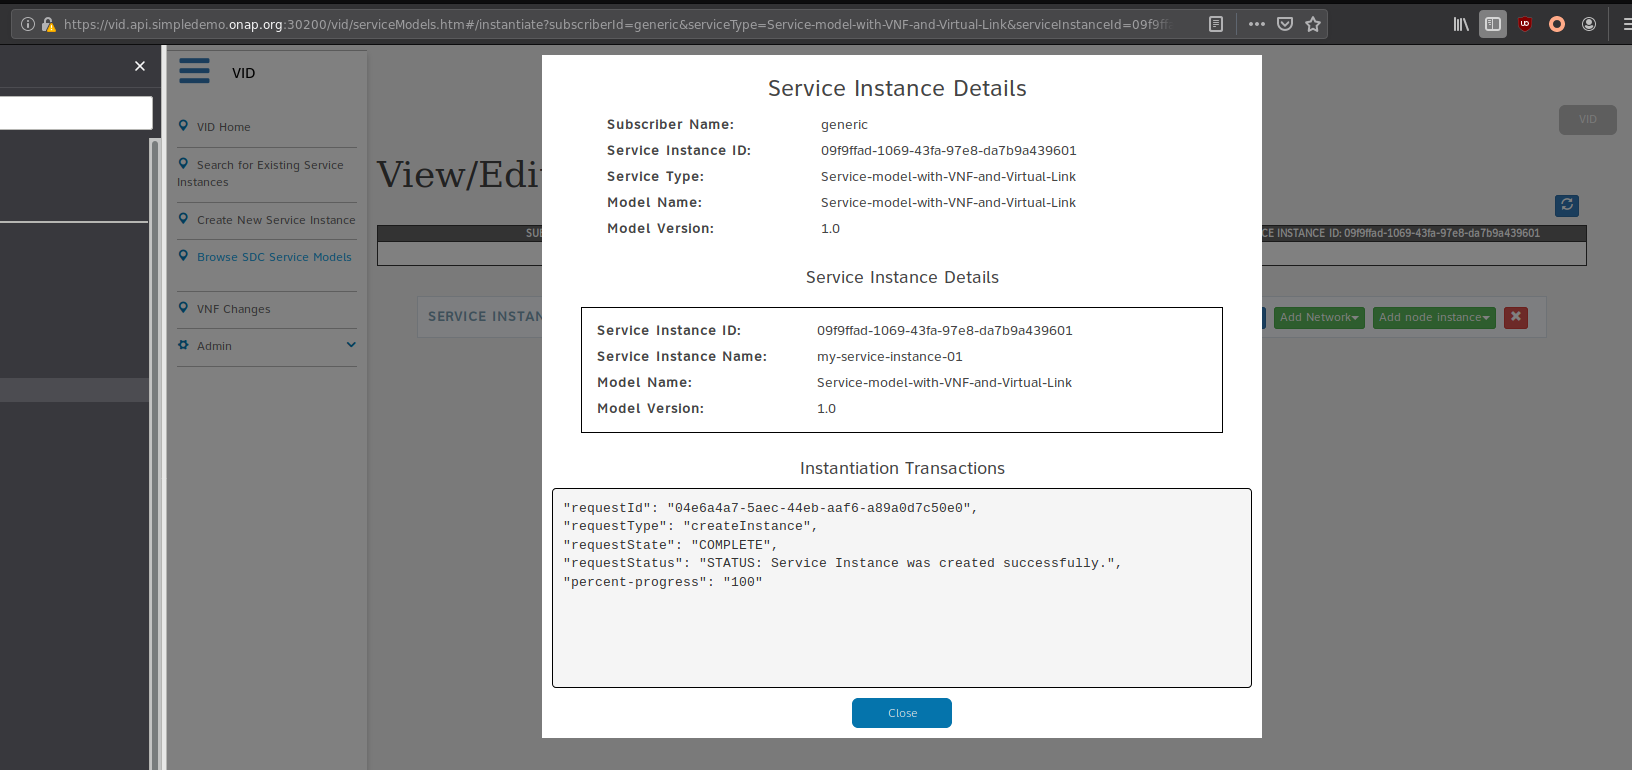 https://vid.api.simpledemo.onap.org:30200/vid/serviceModels.htm#/instantiate?subscriberId=generic&serviceType=Service-model-with-VNF-and-Virtual-Link&serviceInstanceId=09f9ff
VID
VID Home
Search for Existing Service
Instances
Create New Service Instance
Browse SDC Service Models
VNF Changes
Admin
VID
View/Edi
SU
CE INSTANCE ID: 09f9ffad-1069-43fa-97e8-da7b9a439601
SERVICE INSTAN
Add Network
Add node instance
Service Instance Details
Subscriber Name: generic
Service Instance ID: 09f9ffad-1069-43fa-97e8-da7b9a439601
Service Type: Service-model-with-VNF-and-Virtual-Link
Model Name: Service-model-with-VNF-and-Virtual-Link
Model Version: 1.0
Service Instance Details
Service Instance ID: 09f9ffad-1069-43fa-97e8-da7b9a439601
Service Instance Name: my-service-instance-01
Model Name: Service-model-with-VNF-and-Virtual-Link
Model Version: 1.0
Instantiation Transactions
"requestId": "04e6a4a7-5aec-44eb-aaf6-a89a0d7c50e0",
"requestType": "createInstance",
"requestState": "COMPLETE",
"requestStatus": "STATUS: Service Instance was created successfully.",
"percent-progress": "100"
Close